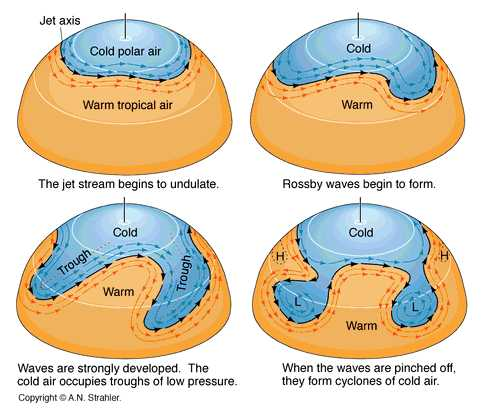 Jet axis
Cold polar air
Warm tropical air
The jet stream begins to undulate.
Cold
Warm
Rossby waves begin to form.
Cold
Trough
Trough
Warm
Waves are strongly developed. The
cold air occupies troughs of low pressure.
Cold
H
H
L
L
Warm
When the waves are pinched off,
they form cyclones of cold air.
Copyright © A.N. Strahler.